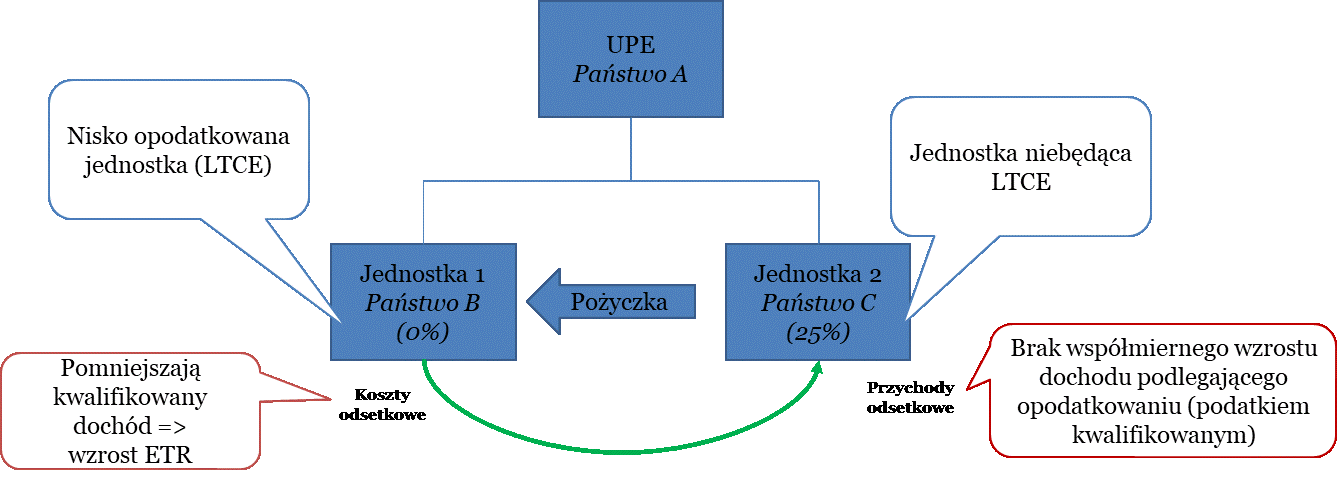 UPE
Państwo A
Nisko opodatkowana
jednostka (LTCE)
Jednostka niebędąca
LTCE
Jednostka 1
Państwo B
(0%)
Pożyczka
Jednostka 2
Państwo C
(25%)
Pomniejszają
kwalifikowany
dochód =>
wzrost ETR
Koszty
odsetkowe
Przychody
odsetkowe
Brak współmiernego wzrostu
dochodu podlegającego
opodatkowaniu (podatkiem
kwalifikowanym)